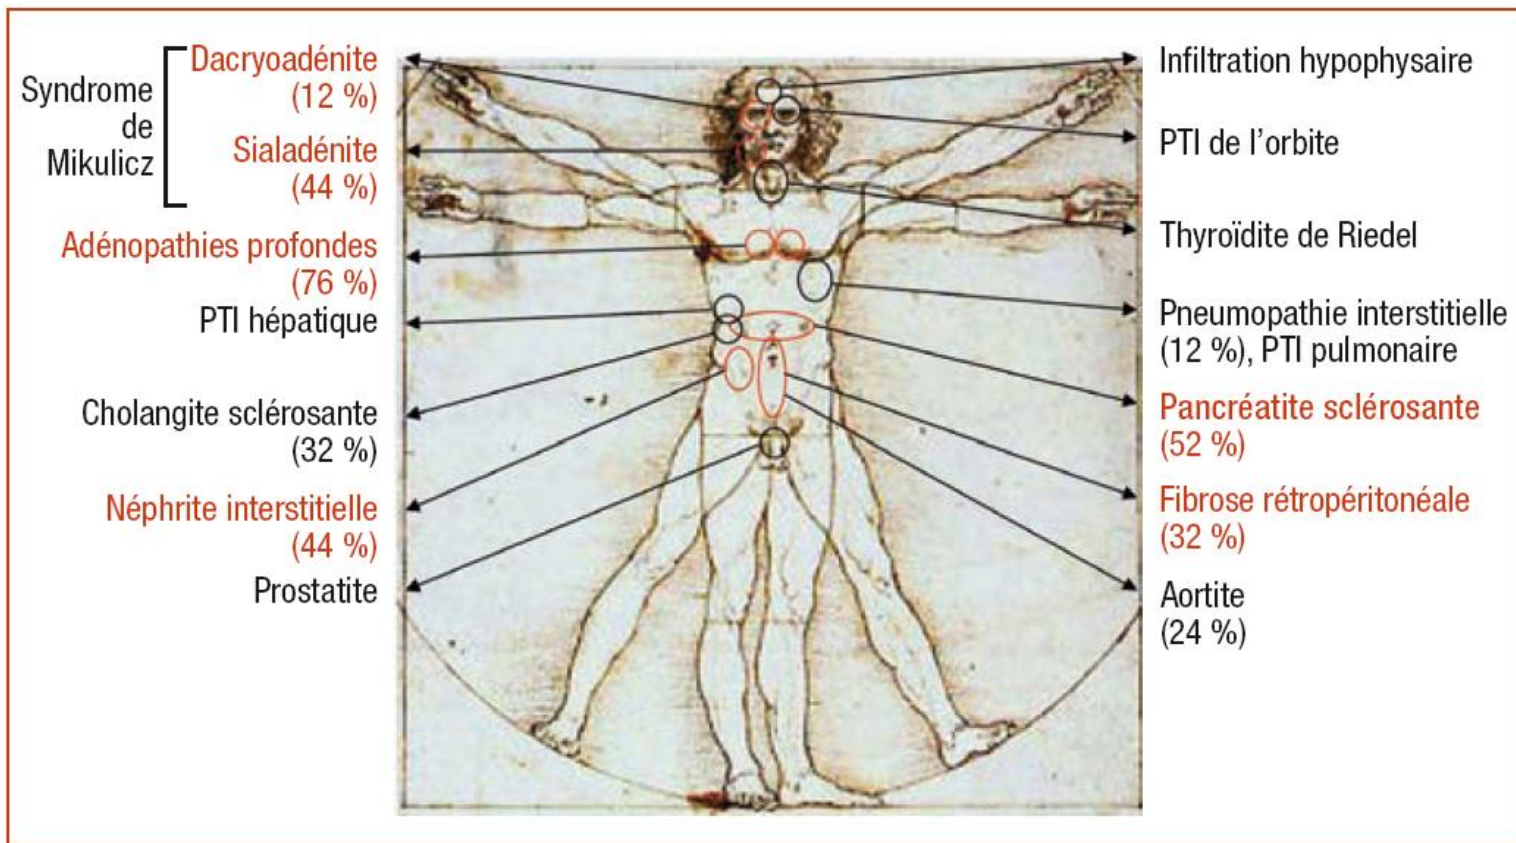 Syndrome
de
Mikulicz
Dacryoadénite
(12 %)
Sialadénite
(44 %)
Adénopathies profondes
(76 %)
PTI hépatique
Cholangite sclérosante
(32 %)
Néphrite interstitielle
(44 %)
Prostatite
Infiltration hypophysaire
PTI de l’orbite
Thyroïdite de Riedel
Pneumopathie interstitielle
(12 %), PTI pulmonaire
Pancréatite sclérosante
(52 %)
Fibrose rétropéritonéale
(32 %)
Aortite
(24 %)